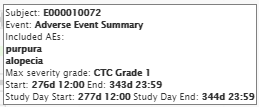 Subject: E000010072
Event: Adverse Event Summary
Included AEs:
purpura
alopecia
Max severity grade: CTC Grade 1
Start: 276d 12:00 End: 343d 23:59
Study Day Start: 277d 12:00 Study Day End: 344d 23:59